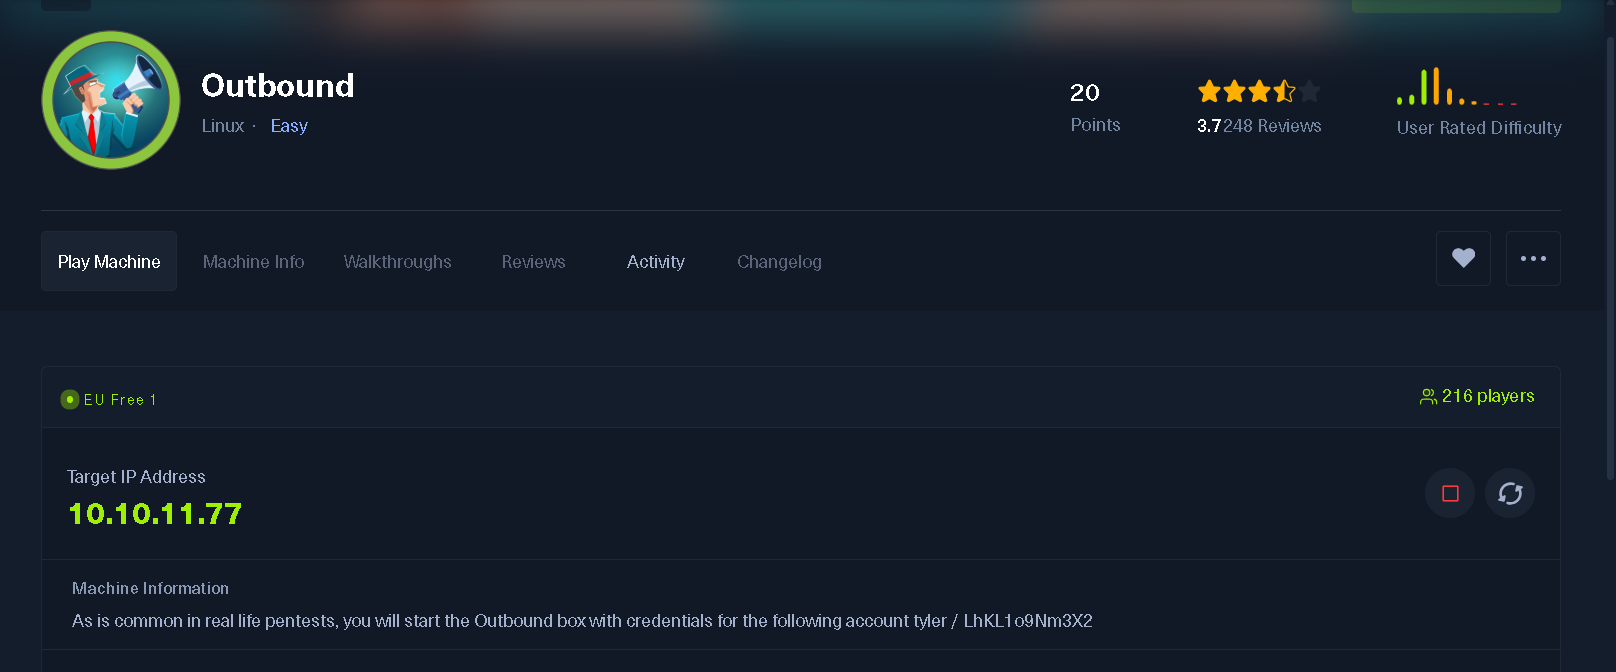 Outbound
Linux · Easy
20
Points
3.7 248 Reviews
User Rated Difficulty
Play Machine
Machine Info
Walkthroughs
Reviews
Activity
Changelog
EU Free 1
216 players
Target IP Address
10.10.11.77
Machine Information
As is common in real life pentests, you will start the Outbound box with credentials for the following account tyler / LhKL1o9Nm3X2